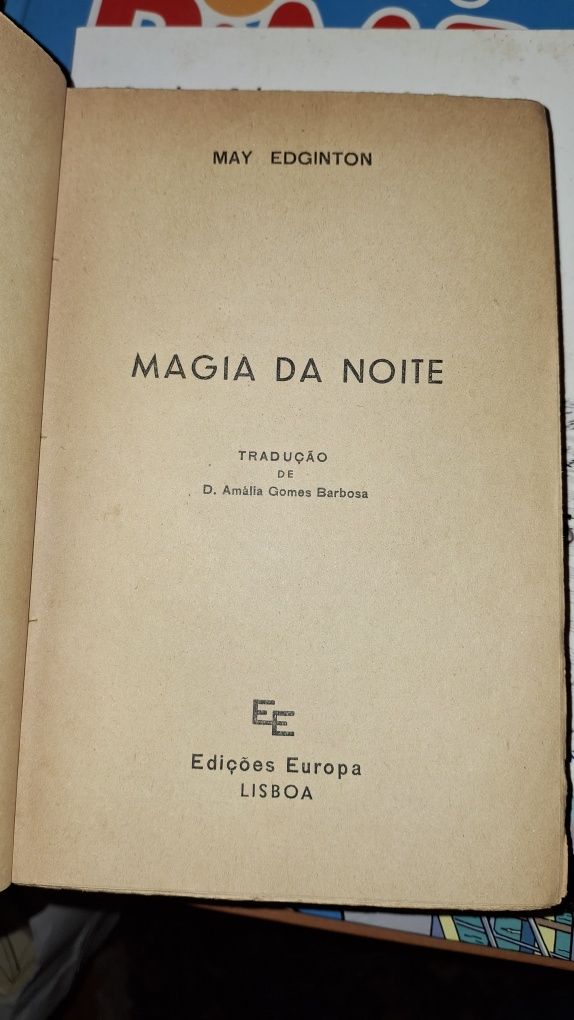 MAY EDGINTON
MAGIA DA NOITE
TRADUÇÃO
DE
D. Amália Gomes Barbosa
EE
Edições Europa
LISBOA